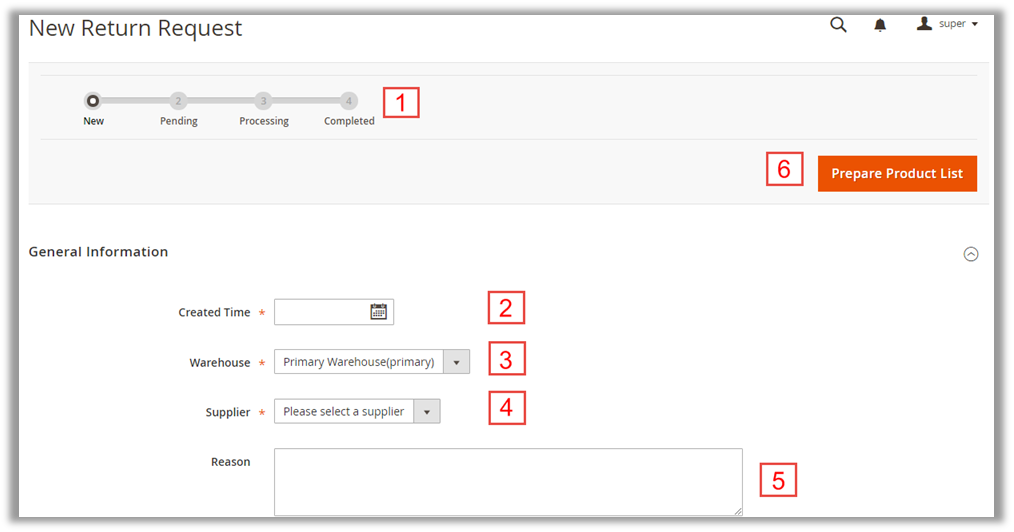 New Return Request
super
2 3 4
1
New Pending Processing Completed
6
Prepare Product List
General Information
Created Time *
2
Warehouse * Primary Warehouse(primary)
3
Supplier * Please select a supplier
4
Reason
5